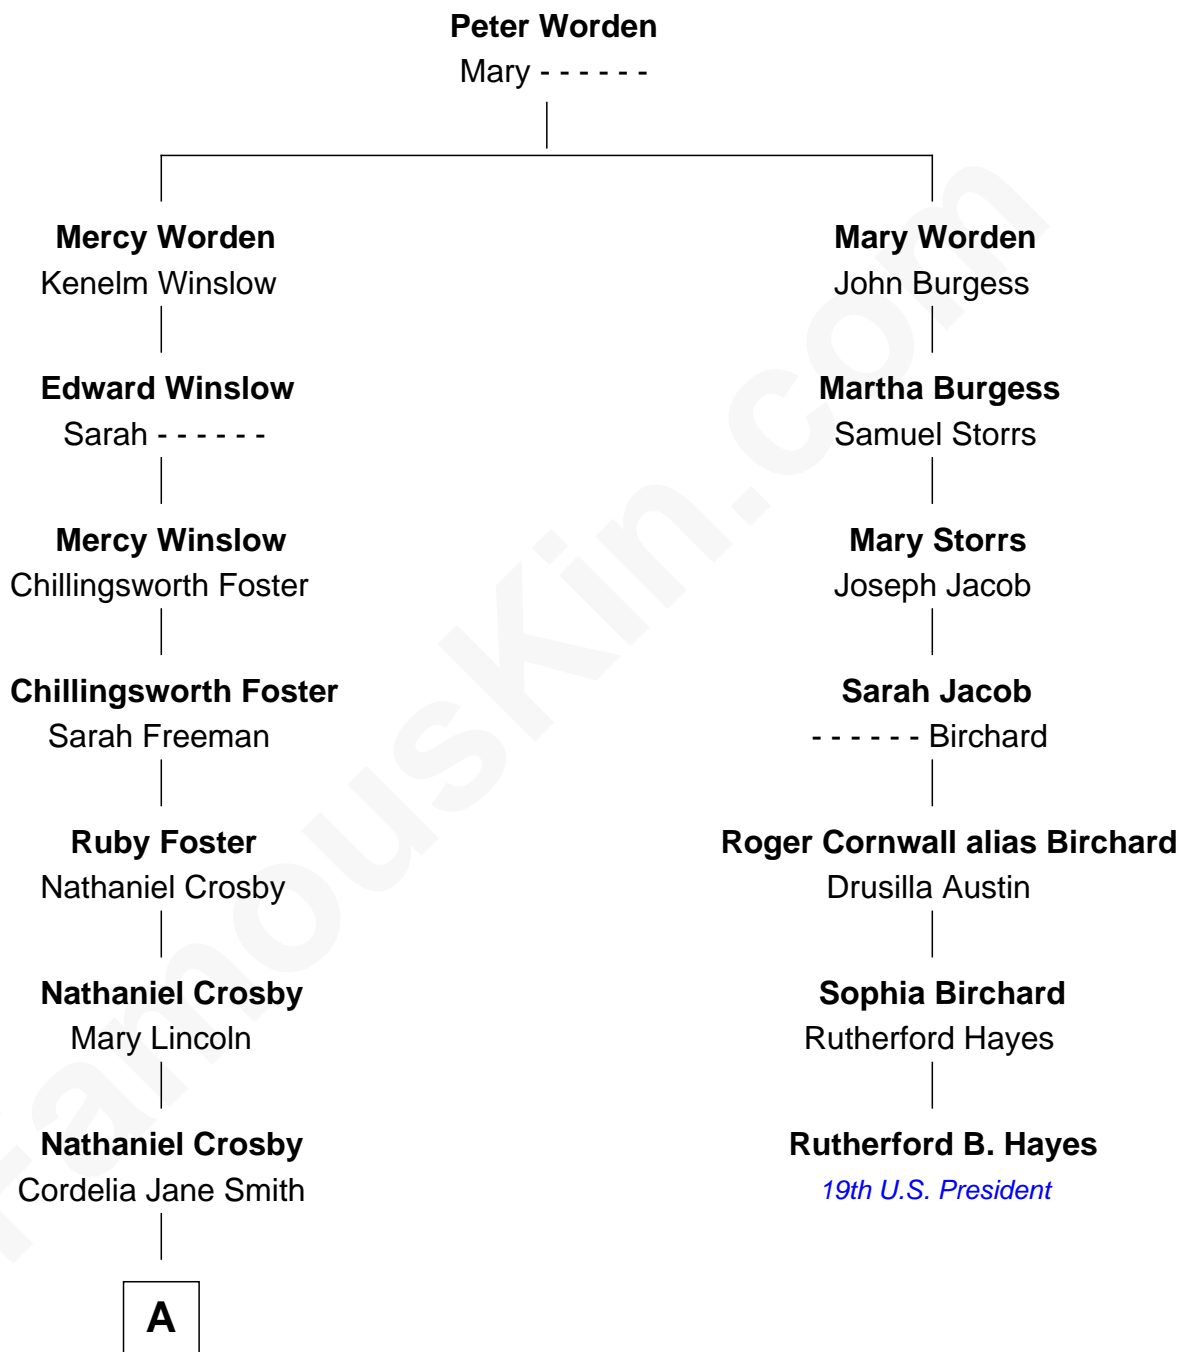 Peter Worden
Mary - - - - - -
Mercy Worden
Kenelm Winslow
Mary Worden
John Burgess
Edward Winslow
Sarah - - - - - -
Martha Burgess
Samuel Storrs
Mercy Winslow
Chillingsworth Foster
Mary Storrs
Joseph Jacob
Chillingsworth Foster
Sarah Freeman
Sarah Jacob
- - - - - - Birchard
Ruby Foster
Nathaniel Crosby
Roger Cornwall alias Birchard
Drusilla Austin
Nathaniel Crosby
Mary Lincoln
Sophia Birchard
Rutherford Hayes
Nathaniel Crosby
Cordelia Jane Smith
Rutherford B. Hayes
19th U.S. President
A
FamousKin.com